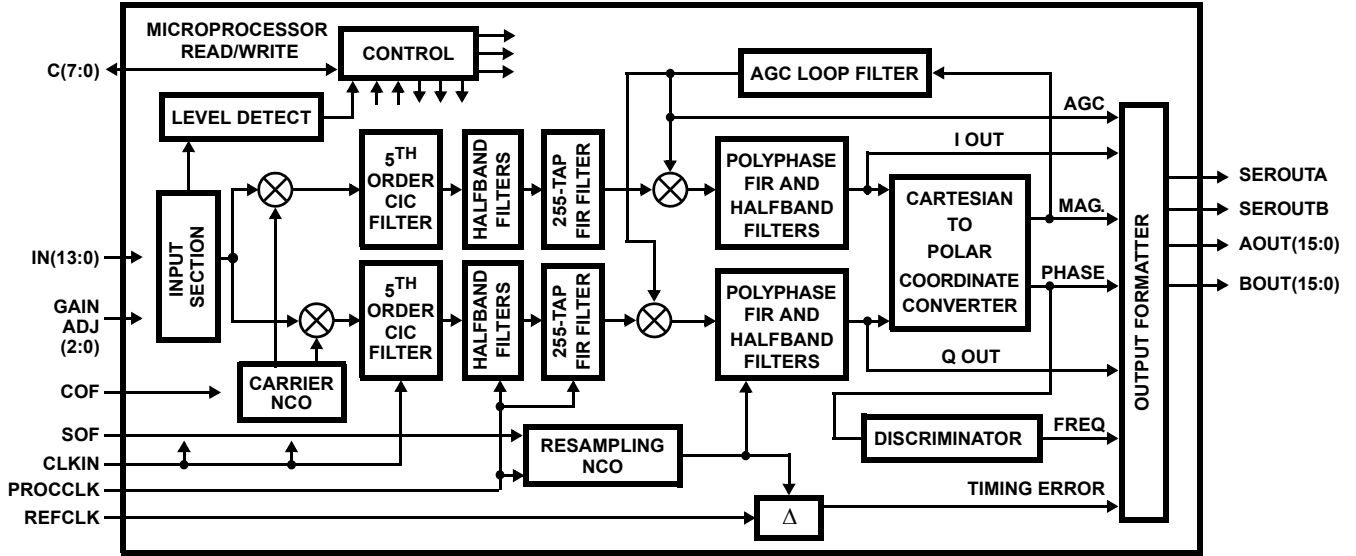 MICROPROCESSOR
READ/WRITE
C(7:0)
CONTROL
AGC LOOP FILTER
LEVEL DETECT
AGC
I OUT
5TH
ORDER
CIC
FILTER
HALFBAND
FILTERS
255-TAP
FIR FILTER
POLYPHASE
FIR AND
HALFBAND
FILTERS
CARTESIAN
TO
POLAR
COORDINATE
CONVERTER
MAG.
PHASE
SEROUTA
SEROUTB
AOUT(15:0)
BOUT(15:0)
OUTPUT FORMATTER
INPUT
SECTION
IN(13:0)
GAIN
ADJ
(2:0)
5TH
ORDER
CIC
FILTER
HALFBAND
FILTERS
255-TAP
FIR FILTER
POLYPHASE
FIR AND
HALFBAND
FILTERS
Q OUT
COF
CARRIER
NCO
SOF
CLKIN
PROCCLK
REFCLK
RESAMPLING
NCO
DISCRIMINATOR
FREQ
TIMING ERROR
Δ